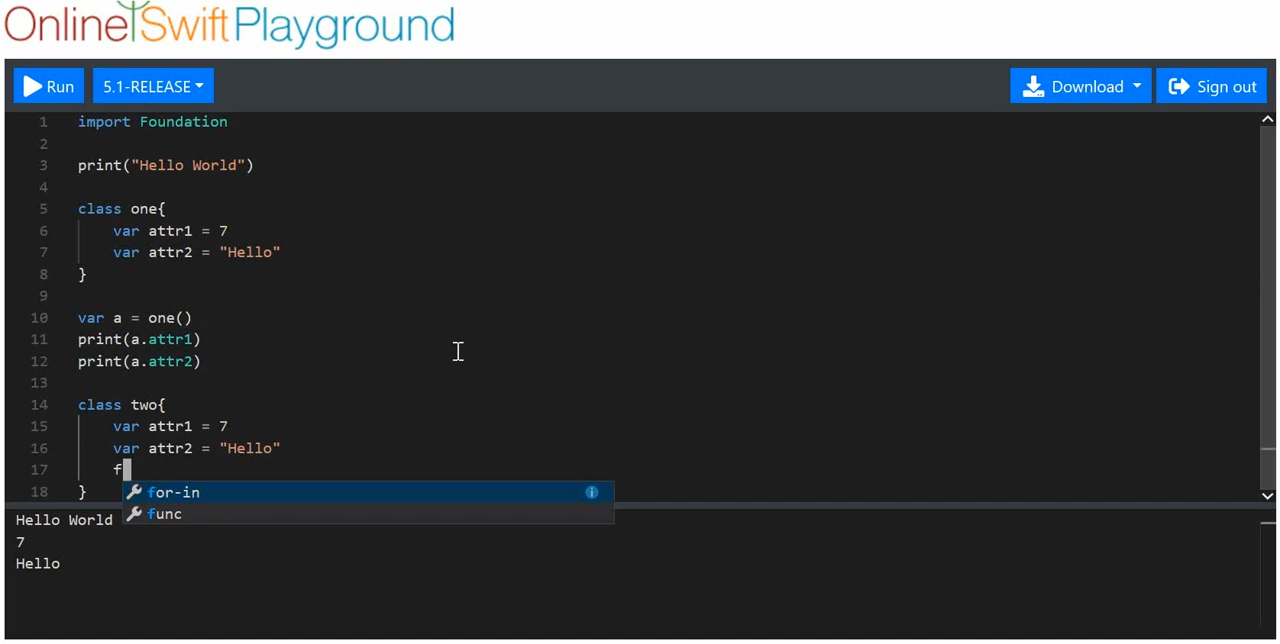 Online Swift Playground
Run 5.1-RELEASE Download Sign out
1 import Foundation
2
3 print("Hello World")
4
5 class one{
6 var attr1 = 7
7 var attr2 = "Hello"
8 }
9
10 var a = one()
11 print(a.attr1)
12 print(a.attr2)
13
14 class two{
15 var attr1 = 7
16 var attr2 = "Hello"
17 f
18 }
for-in
func
Hello World
7
Hello